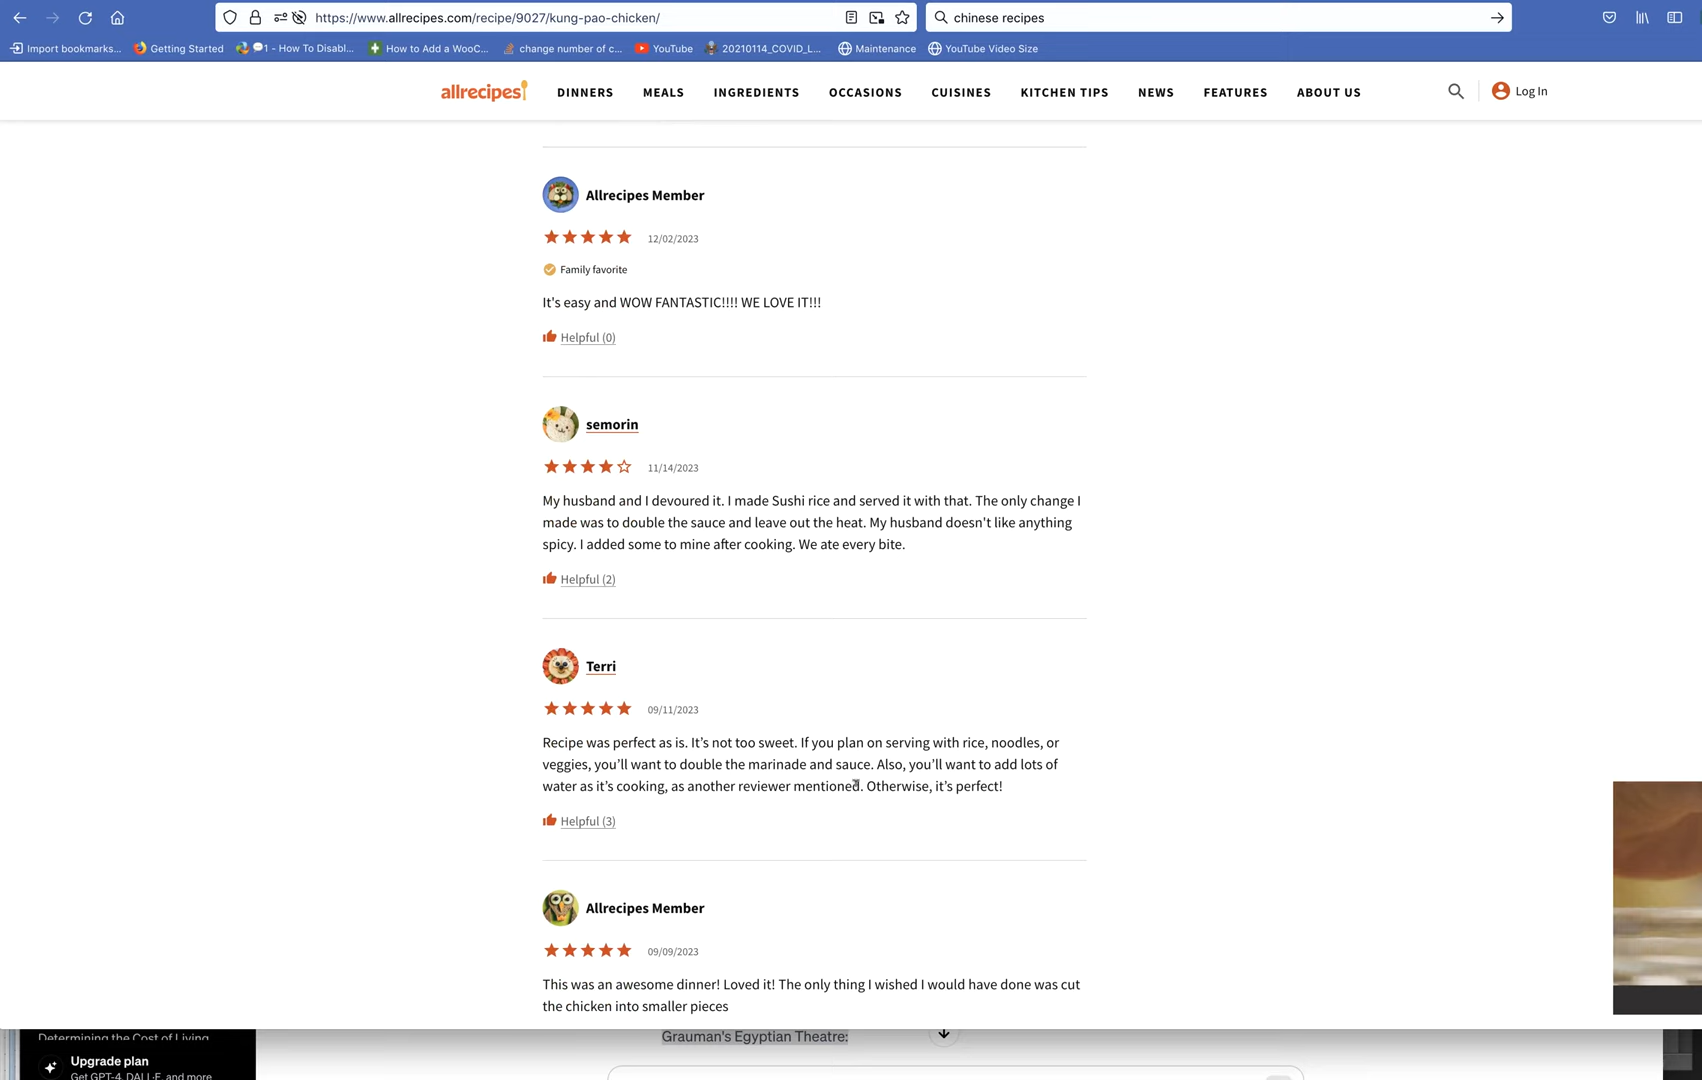 https://www.allrecipes.com/recipe/9027/kung-pao-chicken/
chinese recipes
Import bookmarks...
Getting Started
1 - How To Disabl...
How to Add a WooC...
change number of c...
YouTube
20210114_COVID_L...
Maintenance
YouTube Video Size
allrecipes
DINNERS
MEALS
INGREDIENTS
OCCASIONS
CUISINES
KITCHEN TIPS
NEWS
FEATURES
ABOUT US
Log In
Allrecipes Member
12/02/2023
Family favorite
It's easy and WOW FANTASTIC!!!! WE LOVE IT!!!
Helpful (0)
semorin
11/14/2023
My husband and I devoured it. I made Sushi rice and served it with that. The only change I
made was to double the sauce and leave out the heat. My husband doesn't like anything
spicy. I added some to mine after cooking. We ate every bite.
Helpful (2)
Terri
09/11/2023
Recipe was perfect as is. It’s not too sweet. If you plan on serving with rice, noodles, or
veggies, you’ll want to double the marinade and sauce. Also, you’ll want to add lots of
water as it’s cooking, as another reviewer mentioned. Otherwise, it’s perfect!
Helpful (3)
Allrecipes Member
09/09/2023
This was an awesome dinner! Loved it! The only thing I wished I would have done was cut
the chicken into smaller pieces
Determining the Cost of Living
Grauman's Egyptian Theatre:
Upgrade plan
Get GPT-4, DALL·E, and more